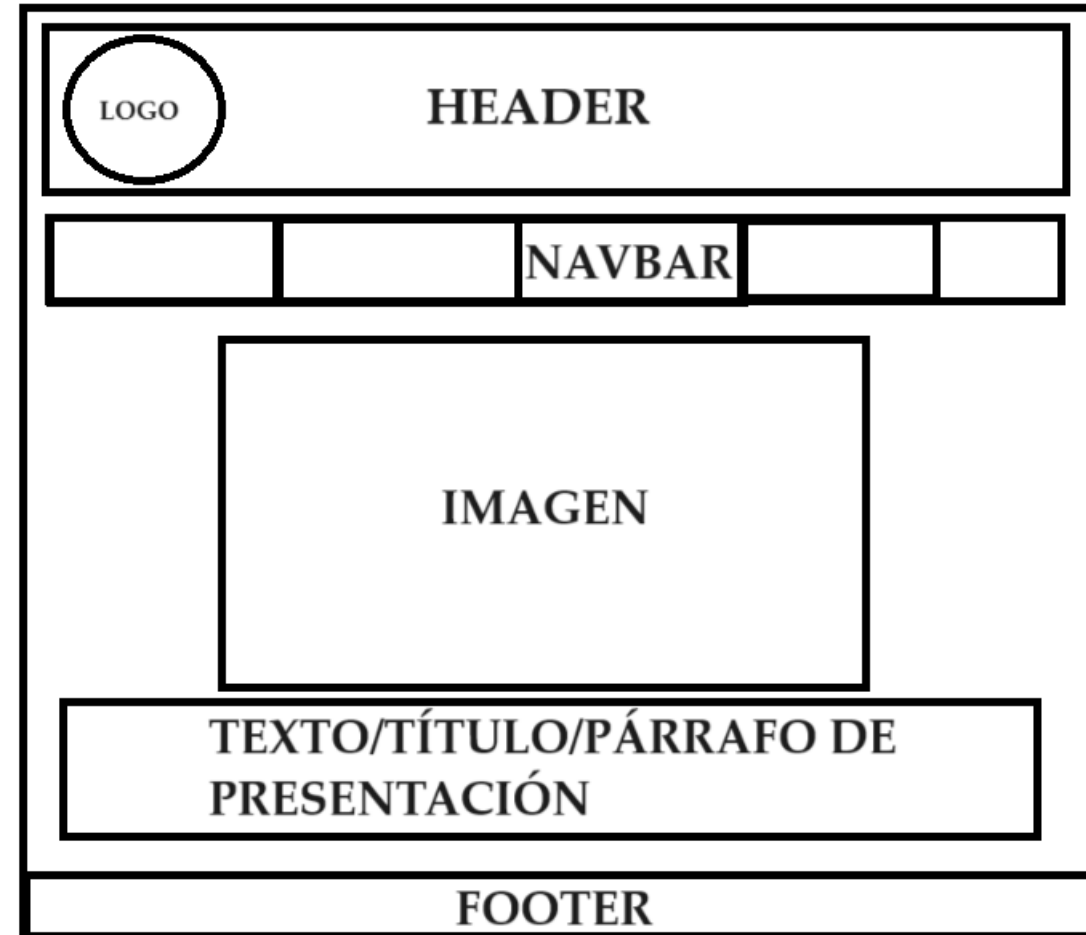 LOGO
HEADER
NAVBAR
IMAGEN
TEXTO/TÍTULO/PÁRRAFO DE
PRESENTACIÓN
FOOTER